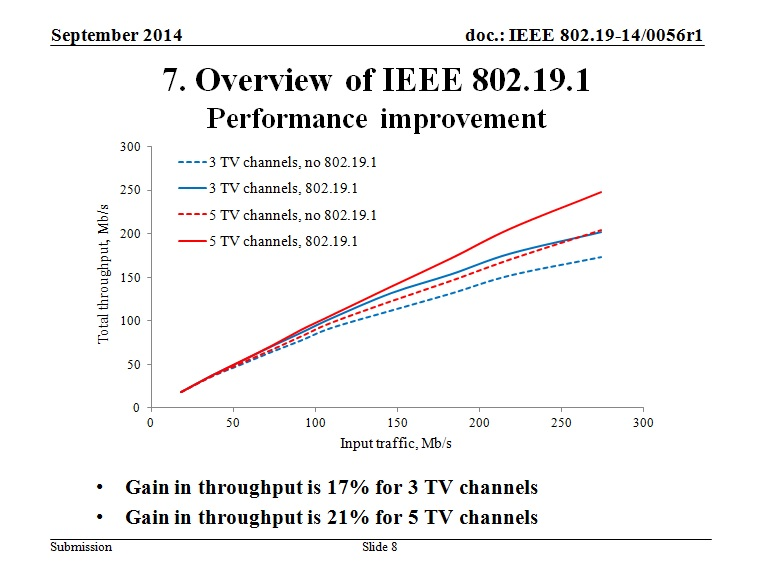 September 2014 doc.: IEEE 802.19-14/0056r1
7. Overview of IEEE 802.19.1
Performance improvement
300
250
200
150
100
50
0
Total throughput, Mb/s
3 TV channels, no 802.19.1
3 TV channels, 802.19.1
5 TV channels, no 802.19.1
5 TV channels, 802.19.1
0 50 100 150 200 250 300
Input traffic, Mb/s
• Gain in throughput is 17% for 3 TV channels
• Gain in throughput is 21% for 5 TV channels
Submission Slide 8